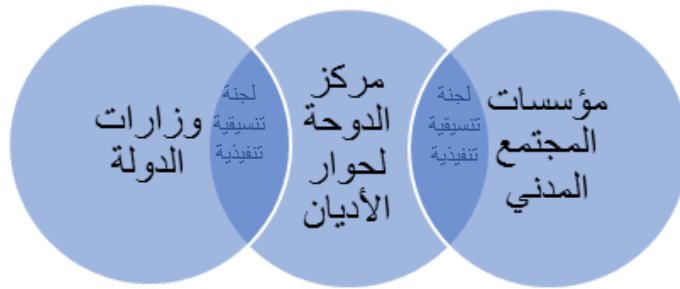 مؤسسات
المجتمع
المدني
لجنة
تنسيقية
تنفيذية
مركز
الدوحة
لحوار
الأديان
لجنة
تنسيقية
تنفيذية
وزارات
الدولة